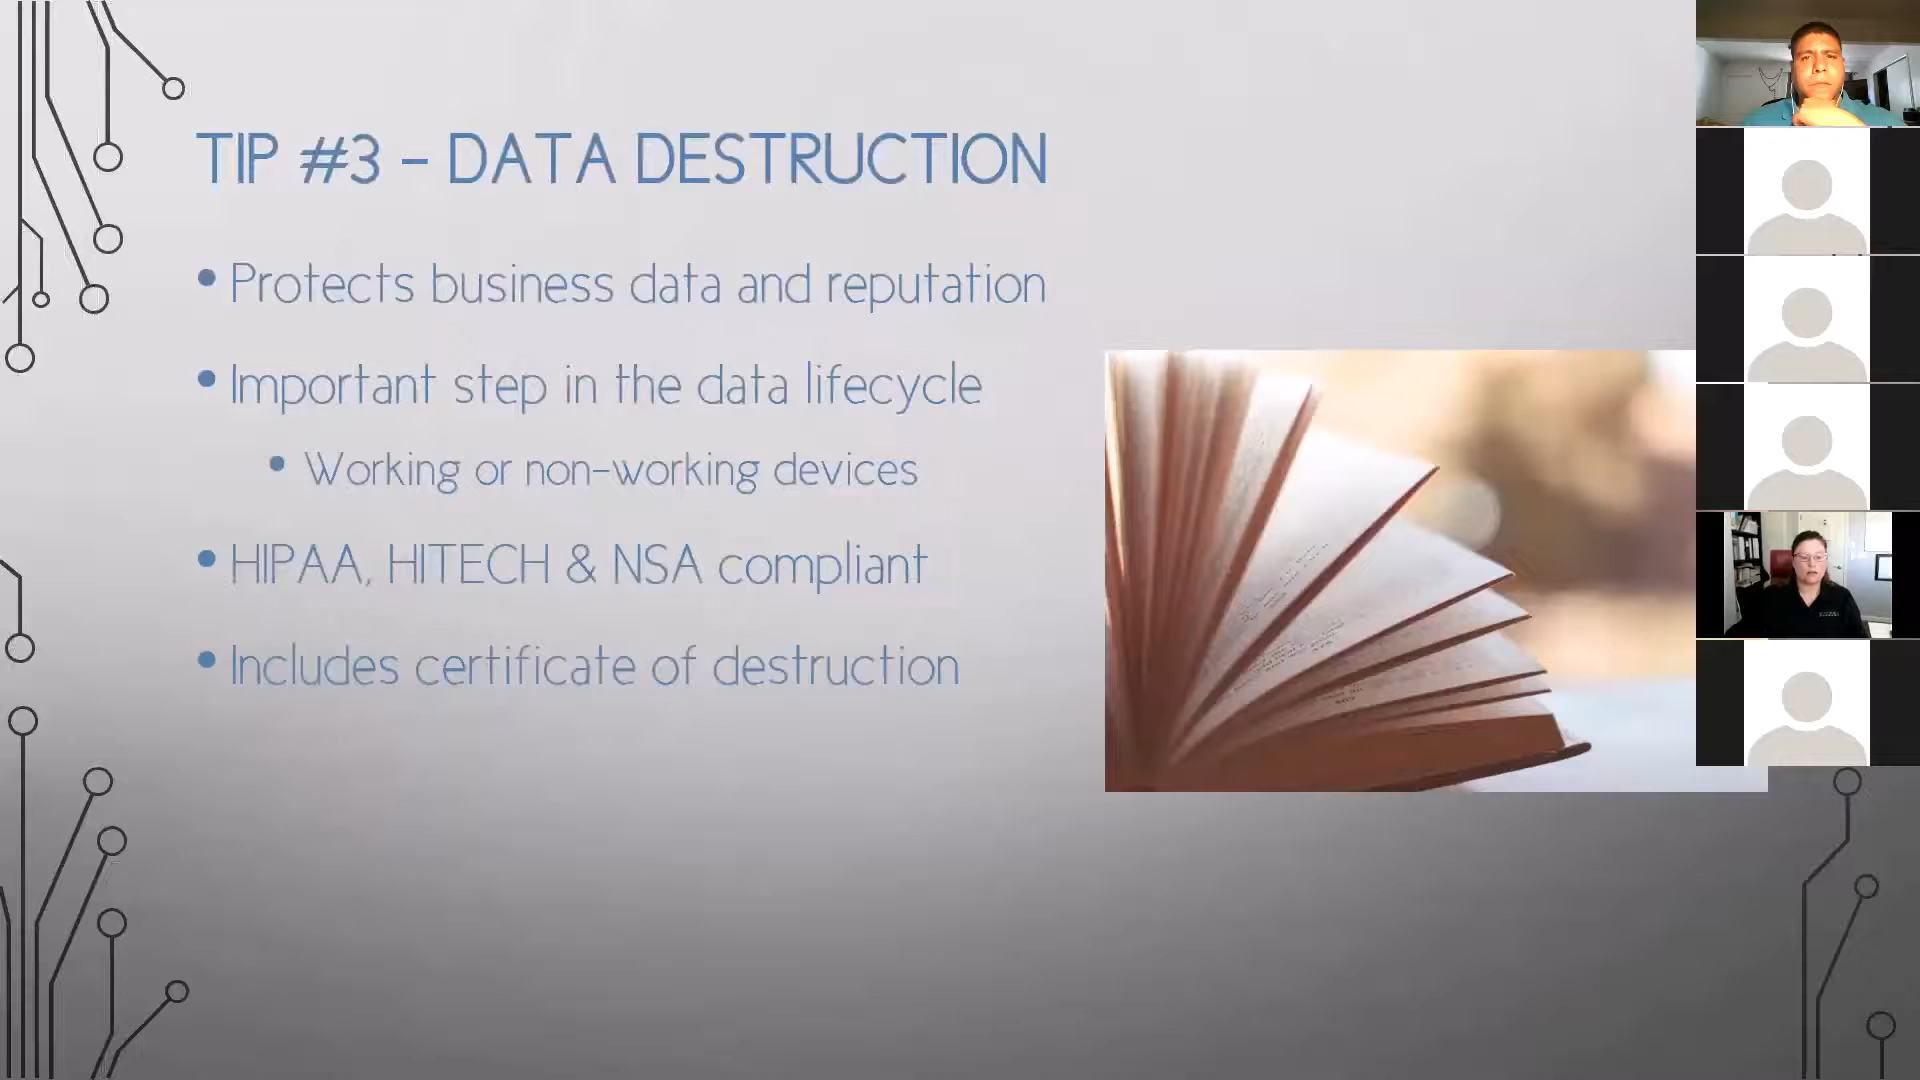 TIP #3 – DATA DESTRUCTION
• Protects business data and reputation
• Important step in the data lifecycle
• Working or non-working devices
• HIPAA, HITECH & NSA compliant
• Includes certificate of destruction